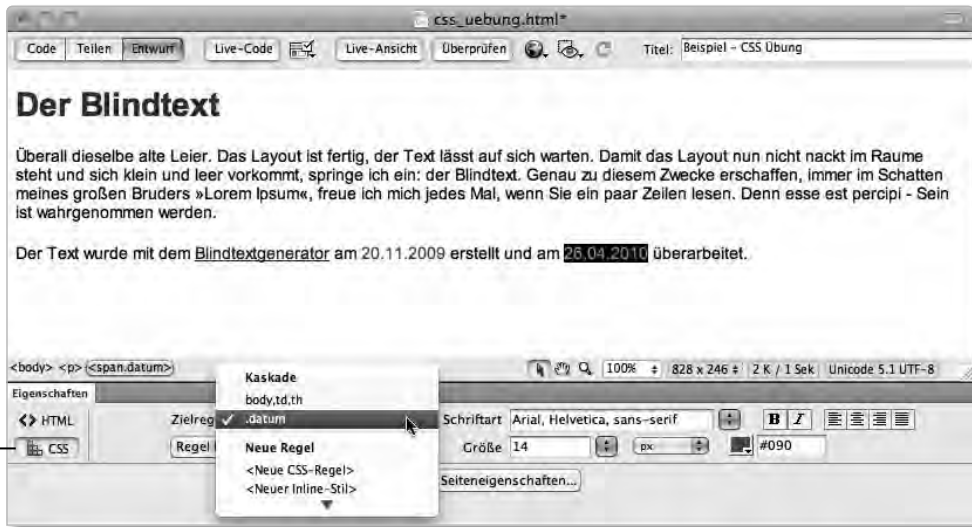 css_uebung.html*
Code Teilen Entwurf Live-Code Live-Ansicht Überprüfen Titel: Beispiel - CSS Übung
Der Blindtext
Überall dieselbe alte Leier. Das Layout ist fertig, der Text lässt auf sich warten. Damit das Layout nun nicht nackt im Raume
steht und sich klein und leer vorkommt, springe ich ein: der Blindtext. Genau zu diesem Zwecke erschaffen, immer im Schatten
meines großen Bruders »Lorem Ipsum«, freue ich mich jedes Mal, wenn Sie ein paar Zeilen lesen. Denn esse est percipi - Sein
ist wahrgenommen werden.
Der Text wurde mit dem Blindtextgenerator am 20.11.2009 erstellt und am 26.04.2010 überarbeitet.
<body> <p> <span.datum> 100% 828 x 246 2 K / 1 Sek Unicode 5.1 UTF-8
Eigenschaften
Kaskade
body,td,th
<> HTML Zielreg ✓ .datum Schriftart Arial, Helvetica, sans-serif B I
CSS Regel Neue Regel Größe 14 px #090
<Neue CSS-Regel>
<Neuer Inline-Stil> Seiteneigenschaften...